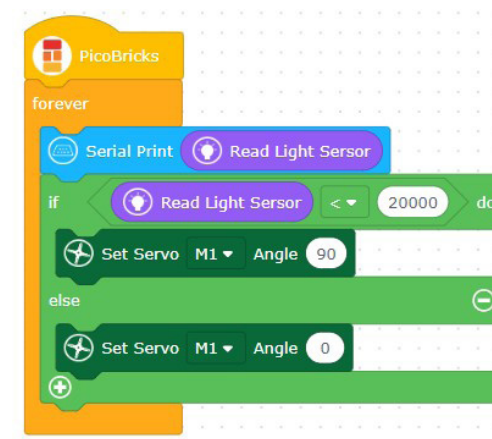 PicoBricks
forever
Serial Print Read Light Sersor
if Read Light Sersor < 20000 do
Set Servo M1 Angle 90
else
Set Servo M1 Angle 0